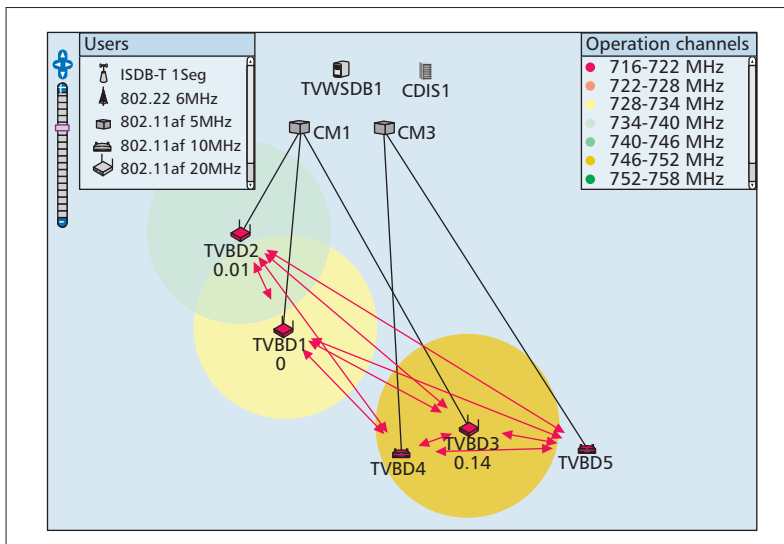 Users
ISDB-T 1Seg
802.22 6MHz
802.11af 5MHz
802.11af 10MHz
802.11af 20MHz
TVWSDB1
CDIS1
Operation channels
716-722 MHz
722-728 MHz
728-734 MHz
734-740 MHz
740-746 MHz
746-752 MHz
752-758 MHz
CM1
CM3
TVBD2
0.01
TVBD1
0
TVBD3
0.14
TVBD4
TVBD5